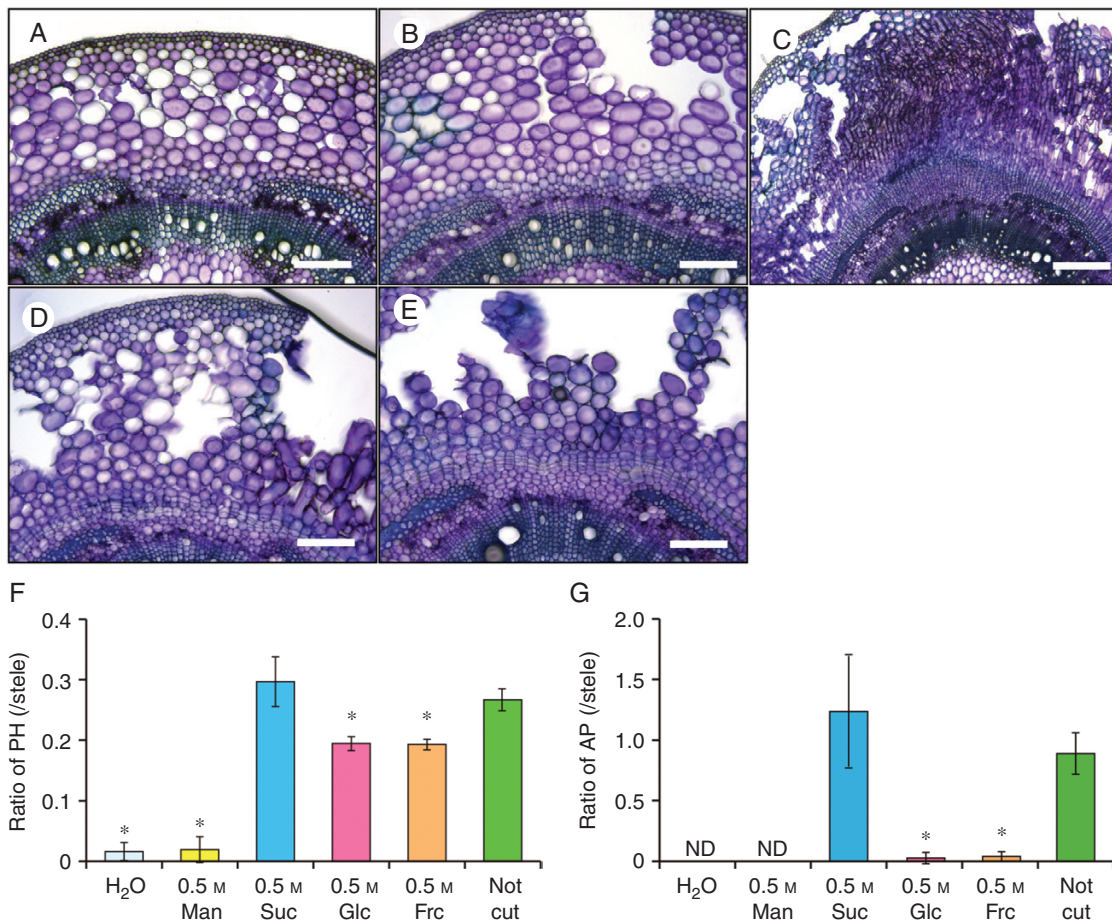 A
B
C
D
E
F
Ratio of PH (/stele)
0.4
0.3
0.2
0.1
0
*
*
*
*
H₂O
0.5 M
Man
0.5 M
Suc
0.5 M
Glc
0.5 M
Frc
Not
cut
G
Ratio of AP (/stele)
2.0
1.5
1.0
0.5
0
ND
ND
*
*
H₂O
0.5 M
Man
0.5 M
Suc
0.5 M
Glc
0.5 M
Frc
Not
cut